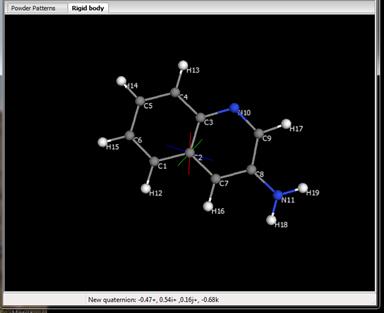 Powder Patterns Rigid body
H13
H14
C4
C5
H10
C3
C6
H17
C9
H15
C2
C1
C8
C7
H12
H19
N11
H16
H18
New quaternion: -0.47+, 0.54i+ ,0.16j+, -0.68k